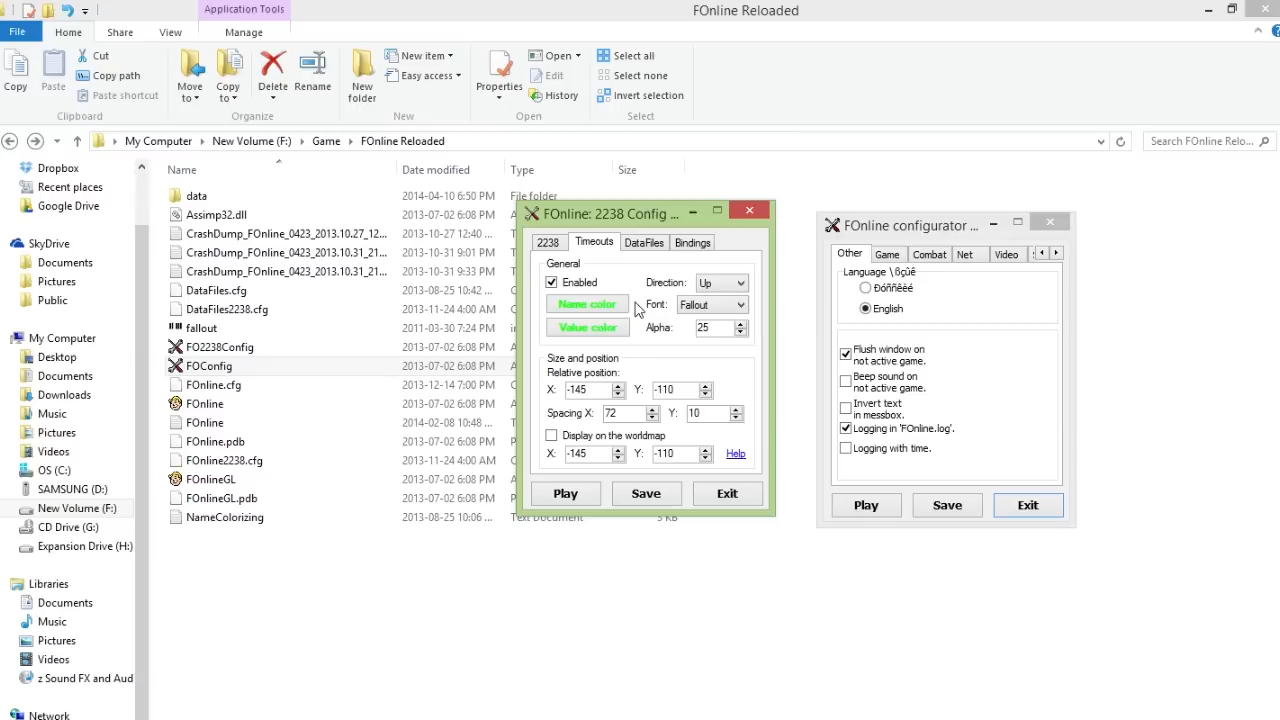 Application Tools
FOnline Reloaded
File
Home
Share
View
Manage
Copy
Paste
Cut
Copy path
Paste shortcut
Clipboard
Move to
Copy to
Delete
Rename
Organize
New folder
New item
Easy access
New
Properties
Open
Edit
History
Open
Select all
Select none
Invert selection
Select
My Computer
New Volume (F:)
Game
FOnline Reloaded
Search FOnline Relo...
Dropbox
Recent places
Google Drive
SkyDrive
Documents
Pictures
Public
My Computer
Desktop
Documents
Downloads
Music
Pictures
Videos
OS (C:)
SAMSUNG (D:)
New Volume (F:)
CD Drive (G:)
Expansion Drive (H:)
Libraries
Documents
Music
Pictures
Videos
z Sound FX and Aud
Network
Name
Date modified
Type
Size
data 2014-04-10 6:50 PM File folder
Assimp32.dll 2013-07-02 6:08 PM
CrashDump_FOnline_0423_2013.10.27_12... 2013-10-27 12:40 ...
CrashDump_FOnline_0423_2013.10.31_21... 2013-10-31 9:01 PM
CrashDump_FOnline_0423_2013.10.31_21... 2013-10-31 9:33 PM
DataFiles.cfg 2013-08-25 10:42 ...
DataFiles2238.cfg 2013-11-24 4:00 AM
fallout 2011-03-30 7:24 PM
FO2238Config 2013-07-02 6:08 PM
FOConfig 2013-07-02 6:08 PM
FOnline.cfg 2013-12-14 7:00 PM
FOnline 2013-07-02 6:08 PM
FOnline 2014-02-08 10:48 ...
FOnline.pdb 2013-07-02 6:08 PM
FOnline2238.cfg 2013-11-24 4:00 AM
FOnlineGL 2013-07-02 6:08 PM
FOnlineGL.pdb 2013-07-02 6:08 PM
NameColorizing 2013-08-25 10:06 ... Text Document 5 KB
FOnline: 2238 Config ...
2238
Timeouts
DataFiles
Bindings
General
Enabled
Direction: Up
Name color
Font: Fallout
Value color
Alpha: 25
Size and position
Relative position:
X: -145 Y: -110
Spacing X: 72 Y: 10
Display on the worldmap
X: -145 Y: -110 Help
Play
Save
Exit
FOnline configurator ...
Other
Game
Combat
Net
Video
Language \ ßçûê
Ðóññêèé
English
Flush window on
not active game.
Beep sound on
not active game.
Invert text
in messbox.
Logging in 'FOnline.log'.
Logging with time.
Play
Save
Exit